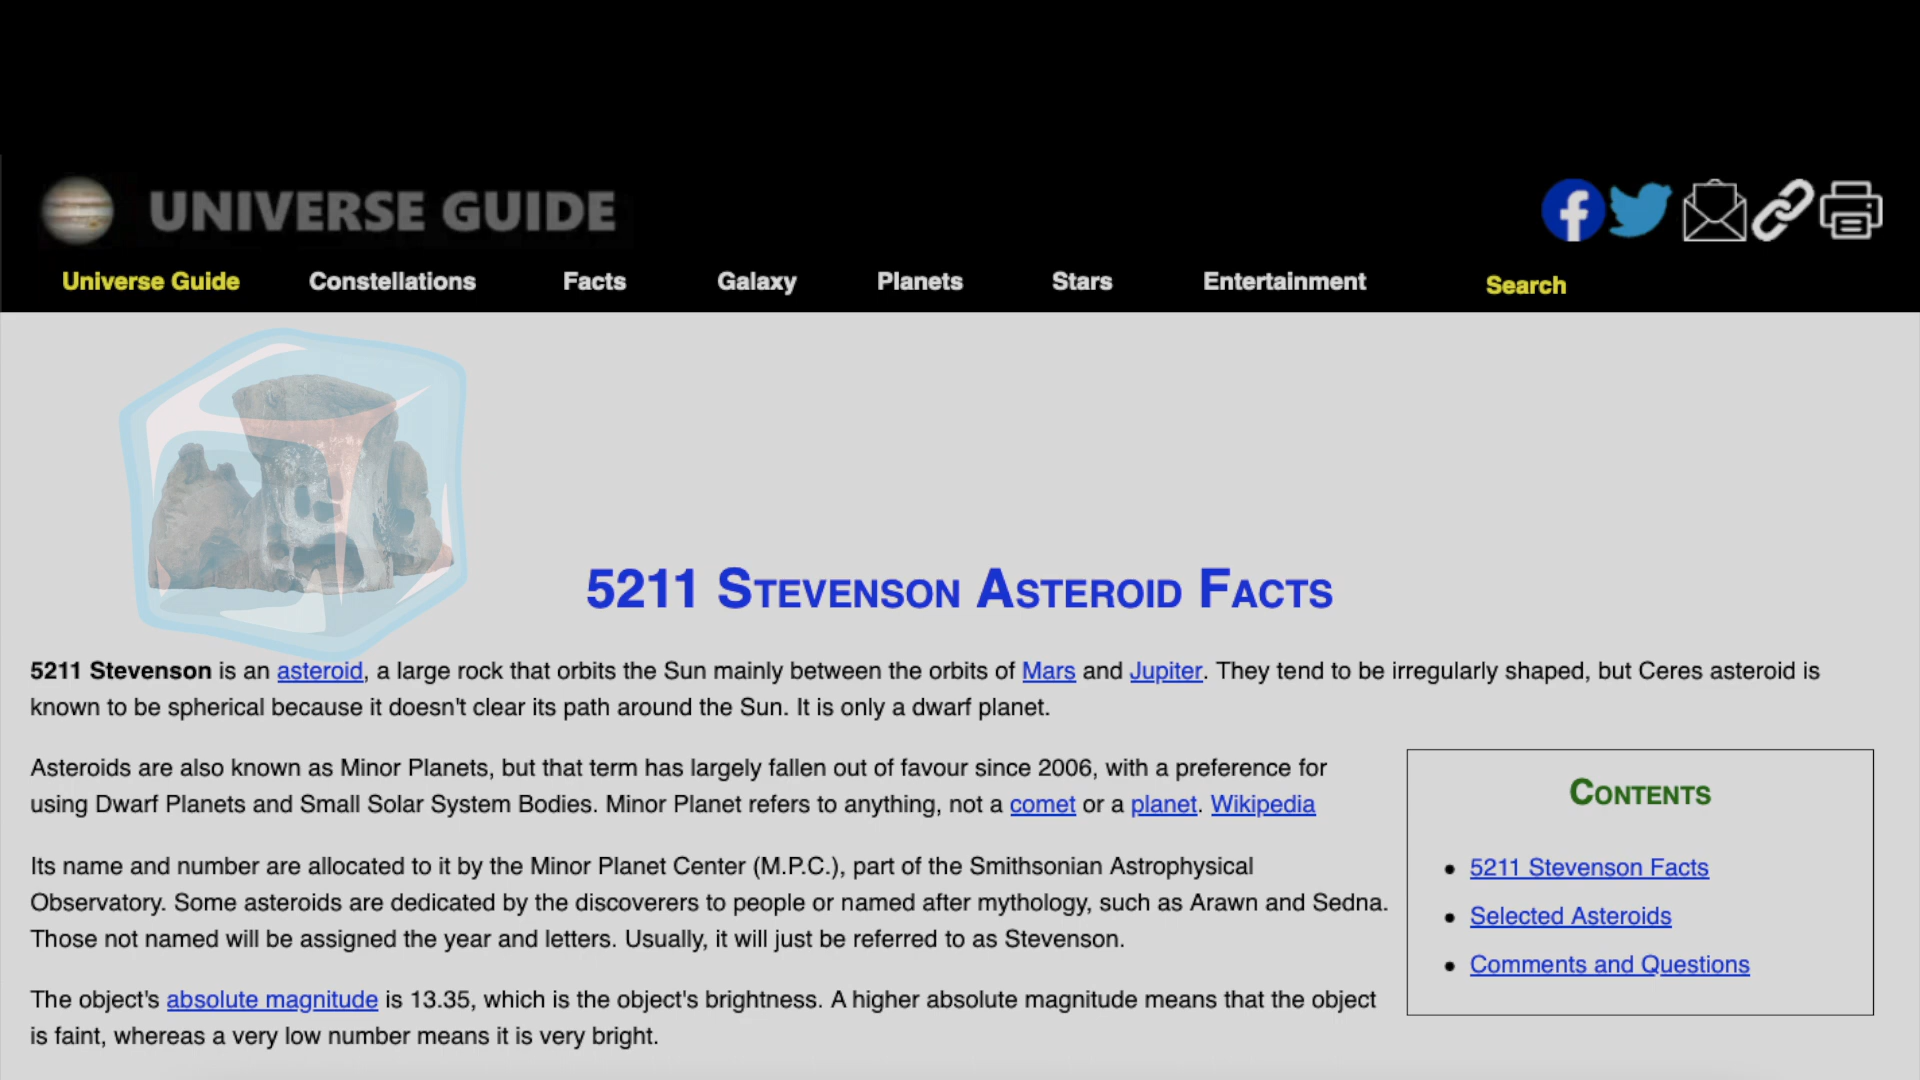 UNIVERSE GUIDE
Universe Guide Constellations Facts Galaxy Planets Stars Entertainment Search
5211 Stevenson Asteroid Facts
5211 Stevenson is an asteroid, a large rock that orbits the Sun mainly between the orbits of Mars and Jupiter. They tend to be irregularly shaped, but Ceres asteroid is
known to be spherical because it doesn't clear its path around the Sun. It is only a dwarf planet.
Asteroids are also known as Minor Planets, but that term has largely fallen out of favour since 2006, with a preference for
using Dwarf Planets and Small Solar System Bodies. Minor Planet refers to anything, not a comet or a planet. Wikipedia
Its name and number are allocated to it by the Minor Planet Center (M.P.C.), part of the Smithsonian Astrophysical
Observatory. Some asteroids are dedicated by the discoverers to people or named after mythology, such as Arawn and Sedna.
Those not named will be assigned the year and letters. Usually, it will just be referred to as Stevenson.
The object's absolute magnitude is 13.35, which is the object's brightness. A higher absolute magnitude means that the object
is faint, whereas a very low number means it is very bright.
Contents
5211 Stevenson Facts
Selected Asteroids
Comments and Questions